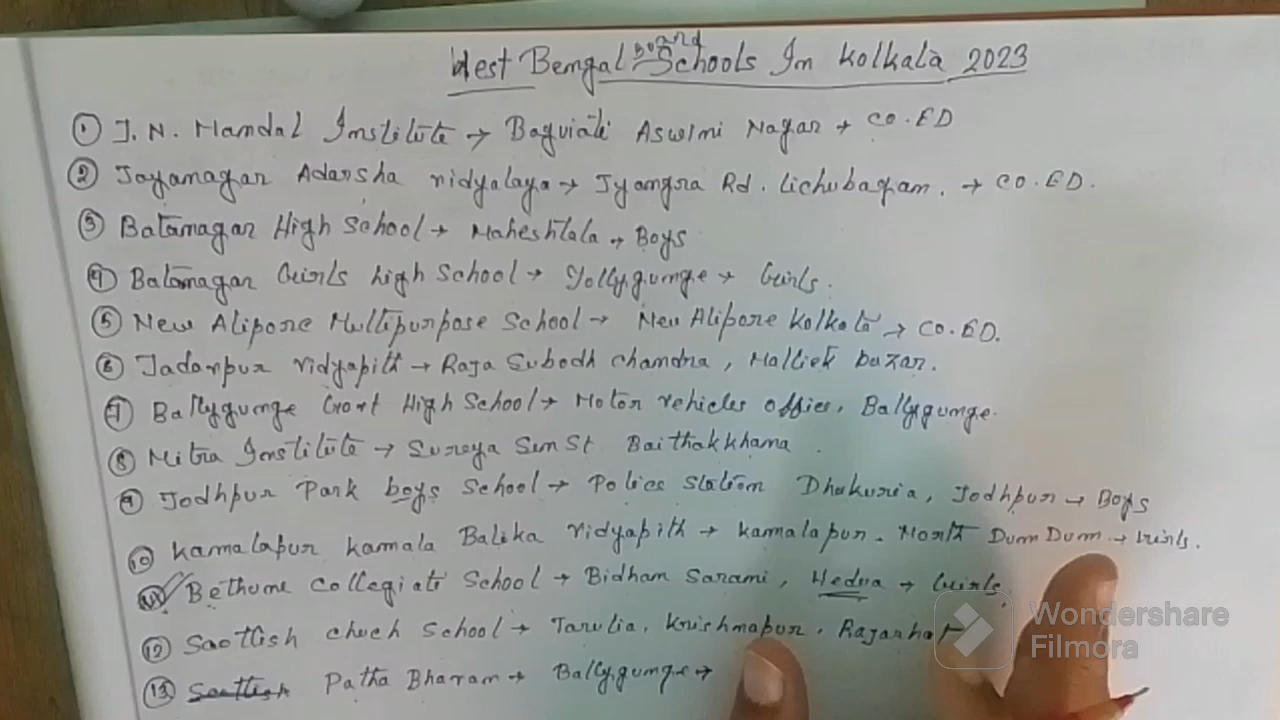 West Bengal Board Schools In Kolkata 2023
① J. N. Mandal Institute → Baguiati Aswini Nagar → CO.ED
② Jayanagar Adarsha vidyalaya → Jyangra Rd. Lichubagan. → CO.ED.
③ Batanagar High School → Maheshtala → Boys
④ Batanagar Girls high School → Tollygunge → Girls.
⑤ New Alipore Multipurpose School → New Alipore Kolkata → CO.ED.
⑥ Jadavpur vidyapith → Raja Subodh chandra, Mallick bazar.
⑦ Ballygunge Govt High School → Motor vehicles offics, Ballygunge.
⑧ Mitra Institute → Sureya Sen St. Baithakkhana
⑨ Jodhpur Park boys School → Police Station Dhakuria, Jodhpur → Boys
⑩ Kamalapur Kamala Balika vidyapith → Kamalapur. North Dum Dum → Girls.
⑪ Bethune Collegiate School → Bidhan Sarani, Hedua → Girls.
⑫ Scottish chuch School → Tarulia, Krishnapur, Rajarhat
⑬ Scottish Patha Bhavan → Ballygunge →
Wondershare
Filmora